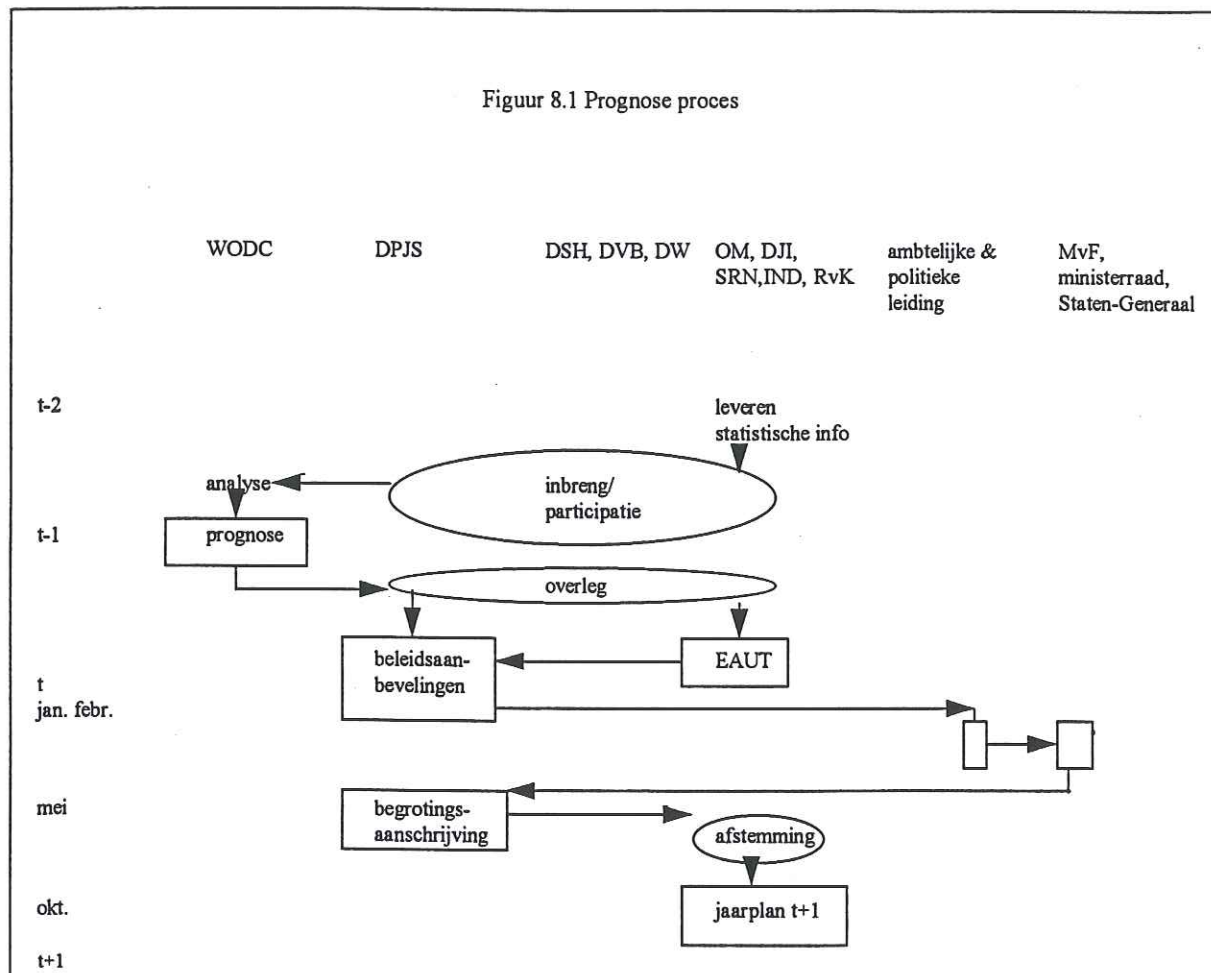 Figuur 8.1 Prognose proces
WODC
DPJS
DSH, DVB, DW
OM, DJI,
SRN,IND, RvK
ambtelijke &
politieke
leiding
MvF,
ministerraad,
Staten-Generaal
t-2
leveren
statistische info
analyse
inbreng/
participatie
t-1
prognose
overleg
beleidsaan-
bevelingen
EAUT
t
jan. febr.
mei
begrotings-
aanschrijving
afstemming
okt.
jaarplan t+1
t+1